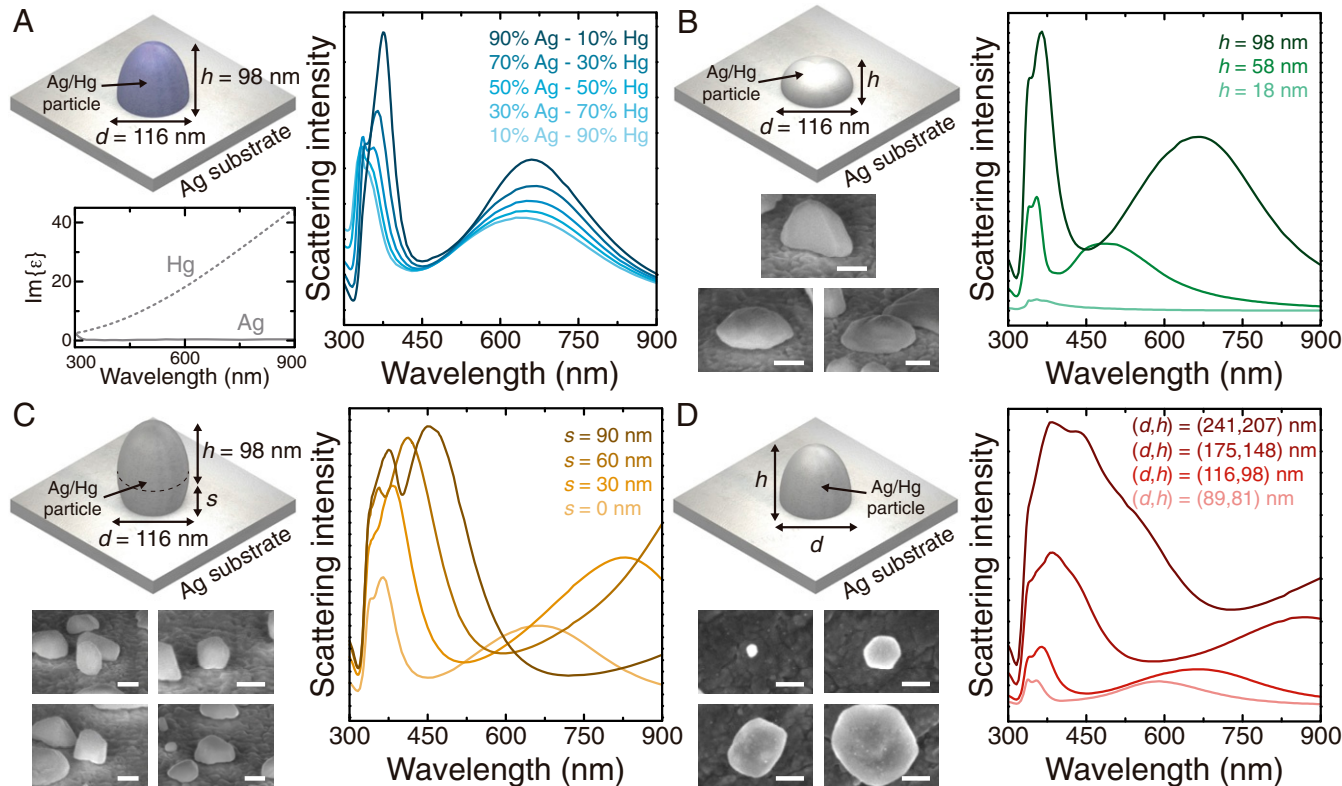 A
Ag/Hg
particle
h = 98 nm
d = 116 nm
Ag substrate
40
20
0
Im{ε}
Hg
Ag
300
600
900
Wavelength (nm)
Scattering intensity
90% Ag - 10% Hg
70% Ag - 30% Hg
50% Ag - 50% Hg
30% Ag - 70% Hg
10% Ag - 90% Hg
300 450 600 750 900
Wavelength (nm)
B
Ag/Hg
particle
h
d = 116 nm
Ag substrate
Scattering intensity
h = 98 nm
h = 58 nm
h = 18 nm
300 450 600 750 900
Wavelength (nm)
C
Ag/Hg
particle
h = 98 nm
s
d = 116 nm
Ag substrate
Scattering intensity
s = 90 nm
s = 60 nm
s = 30 nm
s = 0 nm
300 450 600 750 900
Wavelength (nm)
D
h
Ag/Hg
particle
d
Ag substrate
Scattering intensity
(d,h) = (241,207) nm
(d,h) = (175,148) nm
(d,h) = (116,98) nm
(d,h) = (89,81) nm
300 450 600 750 900
Wavelength (nm)